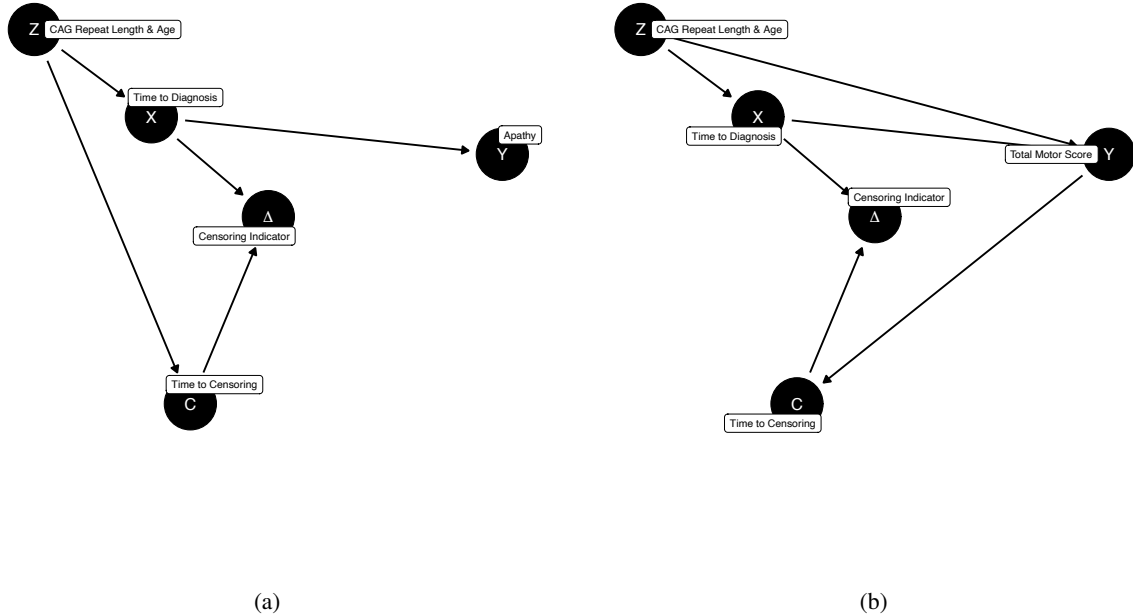 Z
CAG Repeat Length & Age
Time to Diagnosis
X
Apathy
Y
Δ
Censoring Indicator
Time to Censoring
C
(a)
Z
CAG Repeat Length & Age
X
Time to Diagnosis
Total Motor Score
Y
Censoring Indicator
Δ
C
Time to Censoring
(b)